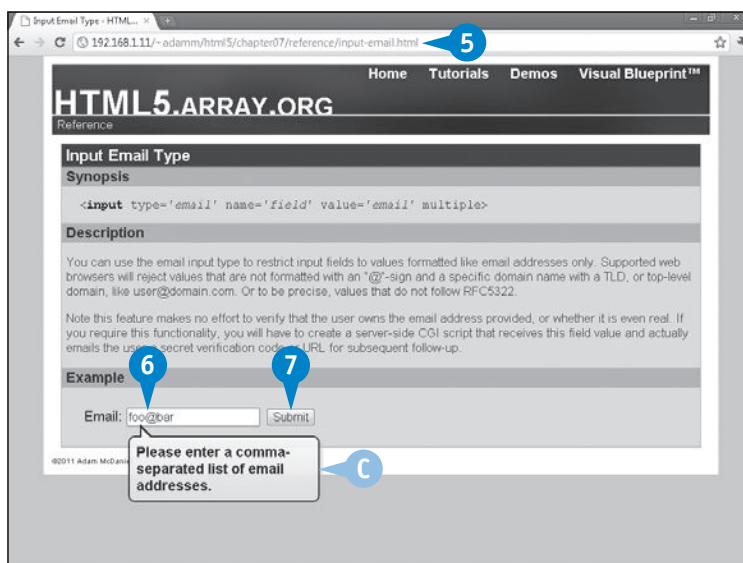 Input Email Type - HTML...
192.168.1.11/~adamm/html5/chapter07/reference/input-email.html
5
Home Tutorials Demos Visual Blueprint™
HTML5.ARRAY.ORG
Reference
Input Email Type
Synopsis
<input type='email' name='field' value='email' multiple>
Description
You can use the email input type to restrict input fields to values formatted like email addresses only. Supported web
browsers will reject values that are not formatted with an "@"-sign and a specific domain name with a TLD, or top-level
domain, like user@domain.com. Or to be precise, values that do not follow RFC5322.
Note this feature makes no effort to verify that the user owns the email address provided, or whether it is even real. If
you require this functionality, you will have to create a server-side CGI script that receives this field value and actually
emails the user a secret verification code or URL for subsequent follow-up.
6
7
Example
Email: foo@bar Submit
Please enter a comma-
separated list of email
addresses.
C
©2011 Adam